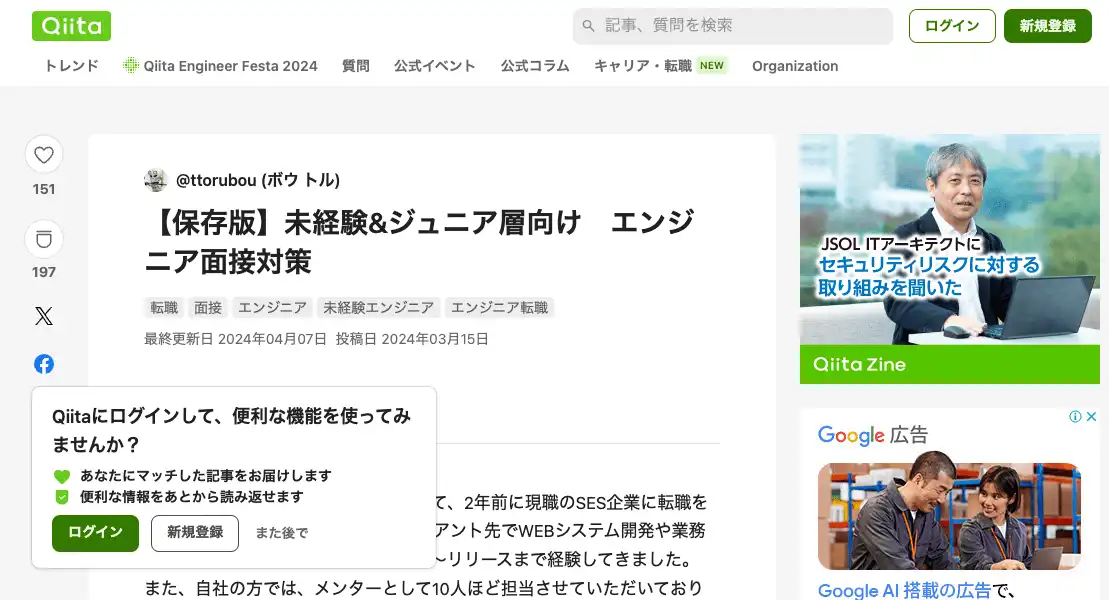 Qiita
記事、質問を検索
ログイン
新規登録
トレンド
Qiita Engineer Festa 2024
質問
公式イベント
公式コラム
キャリア・転職 NEW
Organization
151
197
@ttorubou (ボウ トル)
【保存版】未経験&ジュニア層向け　エンジ
ニア面接対策
転職 面接 エンジニア 未経験エンジニア エンジニア転職
最終更新日 2024年04月07日 投稿日 2024年03月15日
て、2年前に現職のSES企業に転職を
アント先でWEBシステム開発や業務
〜リリースまで経験してきました。
また、自社の方では、メンターとして10人ほど担当させていただいており
Qiitaにログインして、便利な機能を使ってみ
ませんか？
あなたにマッチした記事をお届けします
便利な情報をあとから読み返せます
ログイン
新規登録
また後で
JSOL ITアーキテクトに
セキュリティリスクに対する
取り組みを聞いた
Qiita Zine
Google 広告
Google AI 搭載の広告で、